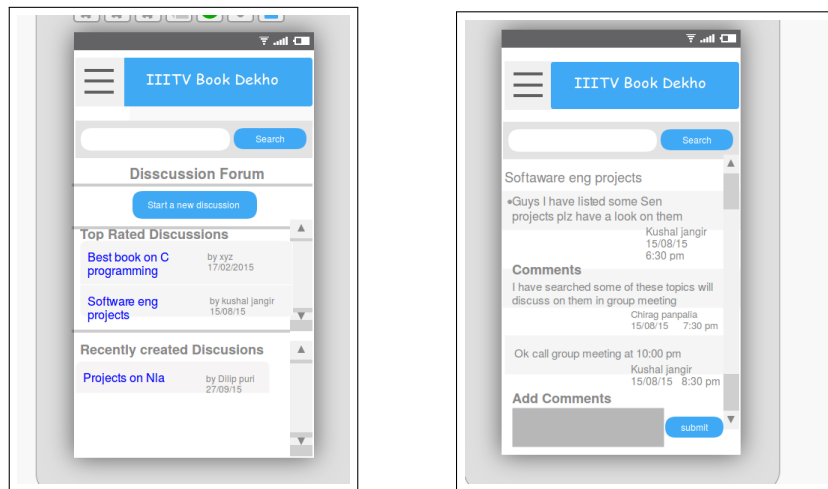 IIITV Book Dekho
Search
Disscussion Forum
Start a new discussion
Top Rated Discussions
Best book on C
programming
by xyz
17/02/2015
Software eng
projects
by kushal jangir
15/08/15
Recently created Discusions
Projects on Nla
by Dilip puri
27/09/15
IIITV Book Dekho
Search
Softaware eng projects
•Guys I have listed some Sen
projects plz have a look on them
Kushal jangir
15/08/15
6:30 pm
Comments
I have searched some of these topics will
discuss on them in group meeting
Chirag panpalia
15/08/15 7:30 pm
Ok call group meeting at 10:00 pm
Kushal jangir
15/08/15 8:30 pm
Add Comments
submit